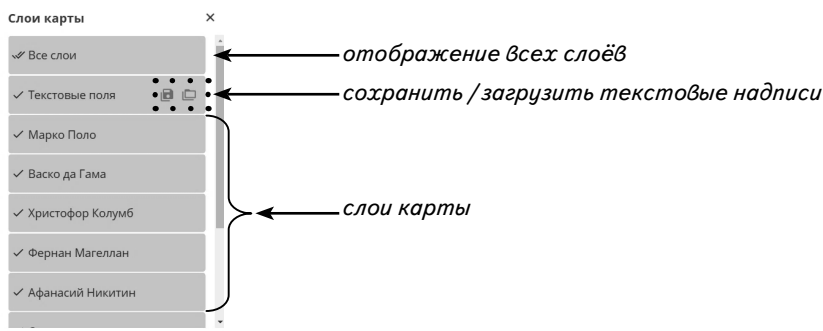 Слои карты ×
Все слои
отображение всех слоёв
Текстовые поля
сохранить / загрузить текстовые надписи
Марко Поло
Васко да Гама
Христофор Колумб
слои карты
Фернан Магеллан
Афанасий Никитин